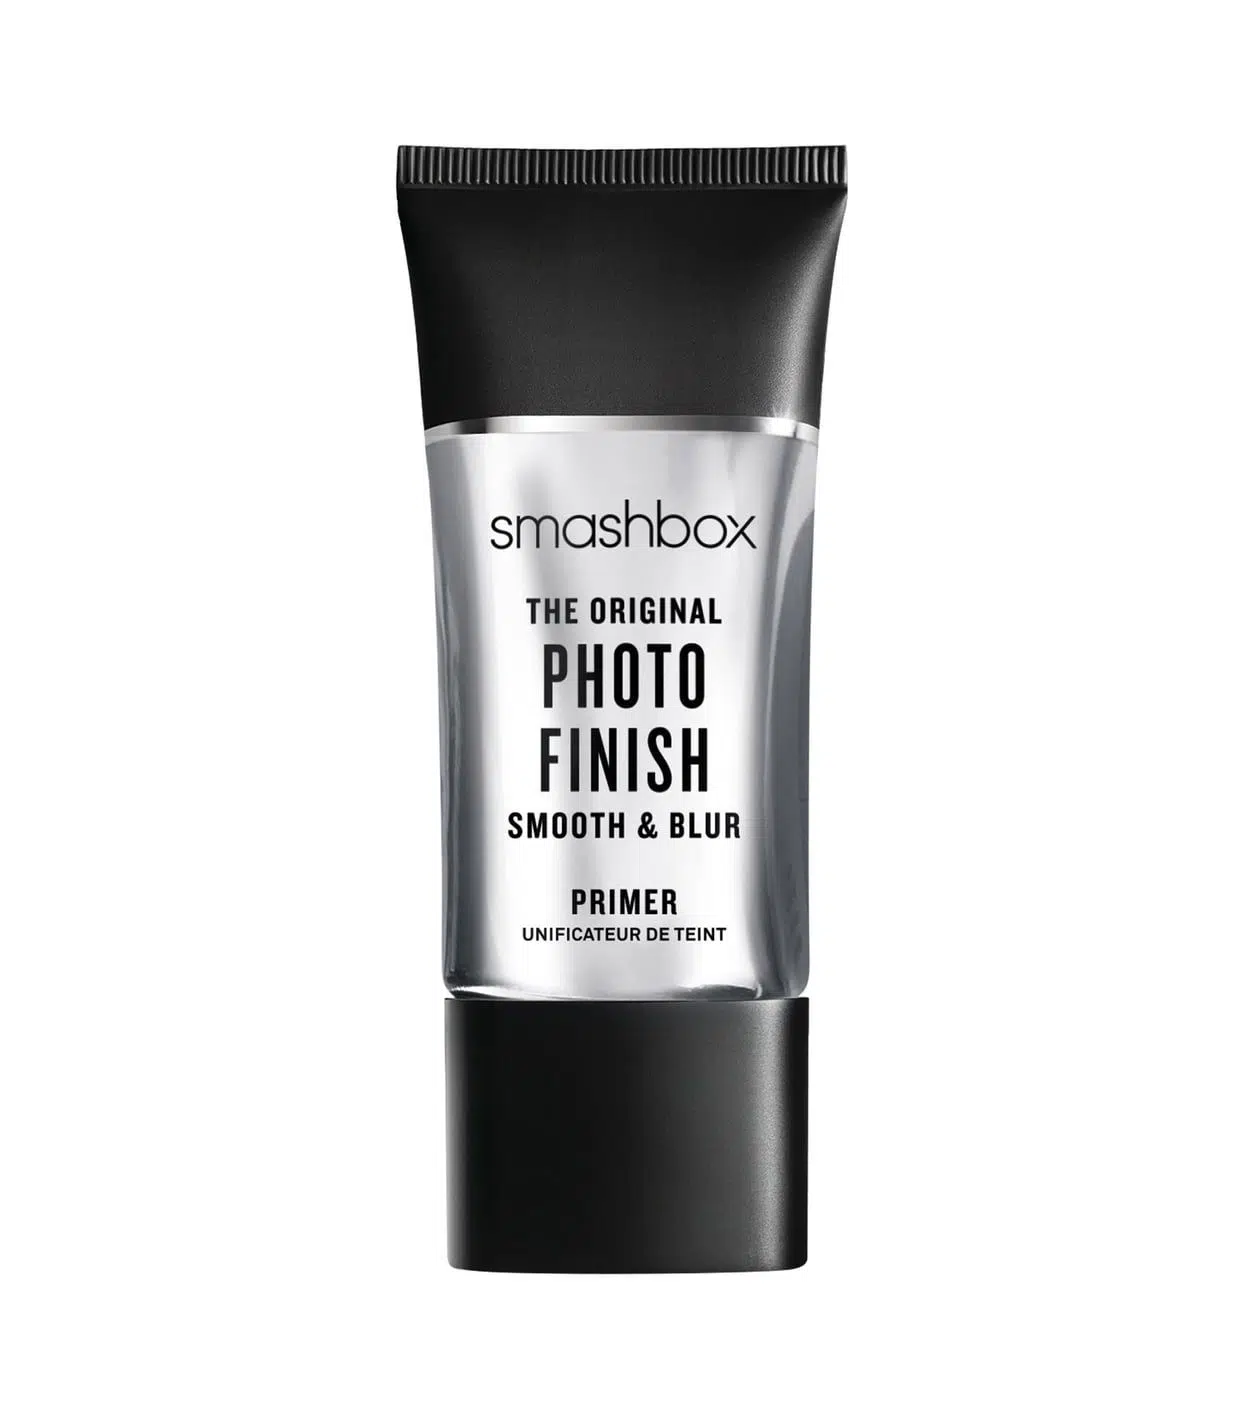 smashbox
THE ORIGINAL
PHOTO
FINISH
SMOOTH & BLUR
PRIMER
UNIFICATEUR DE TEINT